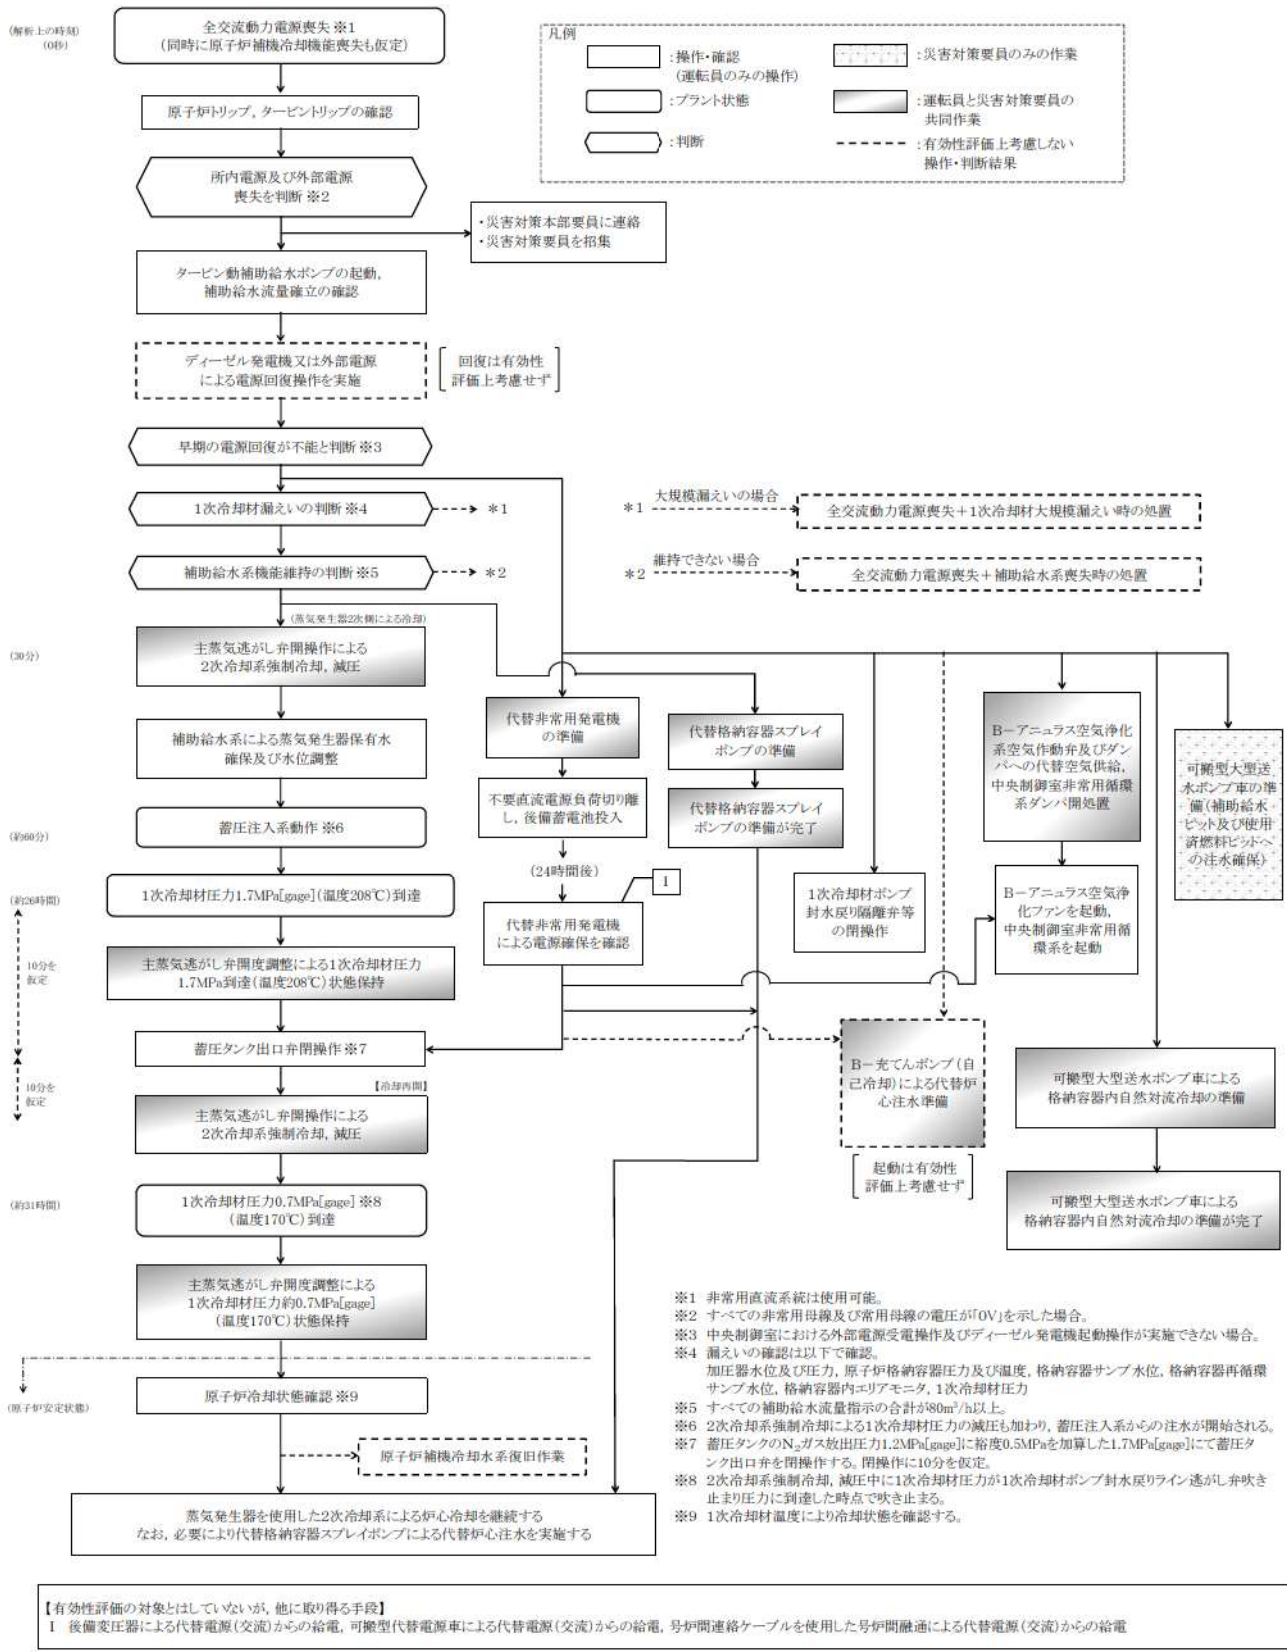 (解析上の時刻)
(0秒)
全交流動力電源喪失※1
(同時に原子炉補機冷却機能喪失も仮定)
凡例
:操作・確認
(運転員のみの操作)
:プラント状態
:判断
:災害対策要員のみの作業
:運転員と災害対策要員の
共同作業
:有効性評価上考慮しない
操作・判断結果
原子炉トリップ, タービントリップの確認
所内電源及び外部電源
喪失を判断※2
・災害対策本部要員に連絡
・災害対策要員を招集
タービン動補助給水ポンプの起動,
補助給水流量確立の確認
ディーゼル発電機又は外部電源
による電源回復操作を実施
回復は有効性
評価上考慮せず
早期の電源回復が不能と判断※3
1次冷却材漏えいの判断※4
*1
*1
大規模漏えいの場合
全交流動力電源喪失+1次冷却材大規模漏えい時の処置
補助給水系機能維持の判断※5
*2
*2
維持できない場合
全交流動力電源喪失+補助給水系喪失時の処置
(蒸気発生器2次側による冷却)
(30分)
主蒸気逃がし弁開操作による
2次冷却系強制冷却, 減圧
補助給水系による蒸気発生器保有水
確保及び水位調整
(約60分)
蓄圧注入系動作※6
(約26時間)
1次冷却材圧力1.7MPa[gage](温度208℃)到達
10分を
仮定
主蒸気逃がし弁開度調整による1次冷却材圧力
1.7MPa到達(温度208℃)状態保持
蓄圧タンク出口弁閉操作※7
10分を
仮定
【冷却再開】
主蒸気逃がし弁開操作による
2次冷却系強制冷却, 減圧
(約31時間)
1次冷却材圧力0.7MPa[gage]※8
(温度170℃)到達
主蒸気逃がし弁開度調整による
1次冷却材圧力約0.7MPa[gage]
(温度170℃)状態保持
(原子炉安定状態)
原子炉冷却状態確認※9
原子炉補機冷却水系復旧作業
蒸気発生器を使用した2次冷却系による炉心冷却を継続する
なお, 必要により代替格納容器スプレイポンプによる代替炉心注水を実施する
代替非常用発電機
の準備
不要直流電源負荷切り離
し, 後備蓄電池投入
(24時間後)
I
代替非常用発電機
による電源確保を確認
代替格納容器スプレイ
ポンプの準備
代替格納容器スプレイ
ポンプの準備が完了
1次冷却材ポンプ
封水戻り隔離弁等
の閉操作
B-充てんポンプ(自
己冷却)による代替炉
心注水準備
起動は有効性
評価上考慮せず
B-アニュラス空気浄化
系空気作動弁及びダン
パへの代替空気供給,
中央制御室非常用循環
系ダンパ開処置
B-アニュラス空気浄
化ファンを起動,
中央制御室非常用循
環系を起動
可搬型大型送
水ポンプ車の準
備(補助給水
ピット及び使用
済燃料ピットへ
の注水確保)
可搬型大型送水ポンプ車による
格納容器内自然対流冷却の準備
可搬型大型送水ポンプ車による
格納容器内自然対流冷却の準備が完了
※1 非常用直流系統は使用可能。
※2 すべての非常用母線及び常用母線の電圧が「0V」を示した場合。
※3 中央制御室における外部電源受電操作及びディーゼル発電機起動操作が実施できない場合。
※4 漏えいの確認は以下で確認。
加圧器水位及び圧力, 原子炉格納容器圧力及び温度, 格納容器サンプ水位, 格納容器再循環
サンプ水位, 格納容器内エリアモニタ, 1次冷却材圧力
※5 すべての補助給水流量指示の合計が80m³/h以上。
※6 2次冷却系強制冷却による1次冷却材圧力の減圧も加わり, 蓄圧注入系からの注水が開始される。
※7 蓄圧タンクのN₂ガス放出圧力1.2MPa[gage]に裕度0.5MPaを加算した1.7MPa[gage]にて蓄圧タ
ンク出口弁を閉操作する。閉操作に10分を仮定。
※8 2次冷却系強制冷却, 減圧中に1次冷却材圧力が1次冷却材ポンプ封水戻りライン逃がし弁吹き
止まり圧力に到達した時点で吹き止まる。
※9 1次冷却材温度により冷却状態を確認する。
【有効性評価の対象とはしていないが, 他に取り得る手段】
I 後備変圧器による代替電源(交流)からの給電, 可搬型代替電源車による代替電源(交流)からの給電, 号炉間連絡ケーブルを使用した号炉間融通による代替電源(交流)からの給電